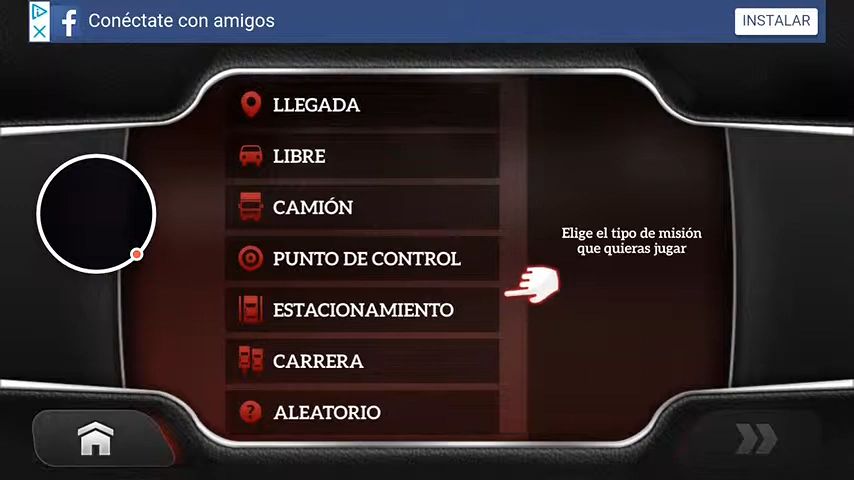 Conéctate con amigos
INSTALAR
LLEGADA
LIBRE
CAMIÓN
PUNTO DE CONTROL
ESTACIONAMIENTO
CARRERA
ALEATORIO
Elige el tipo de misión
que quieras jugar